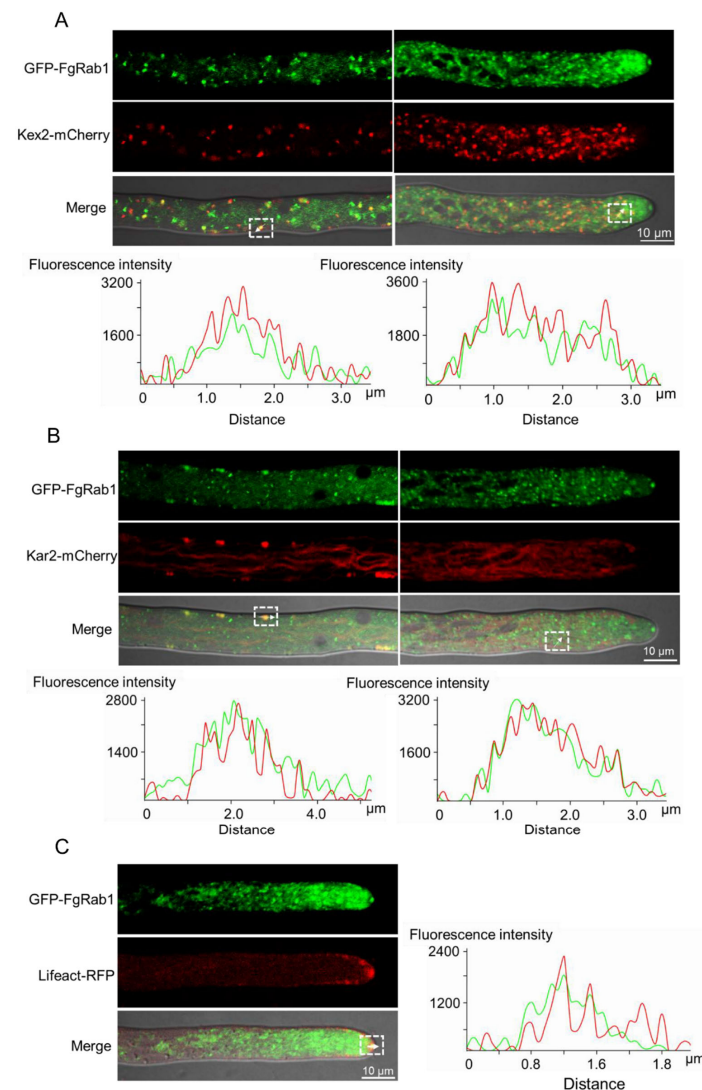 A
GFP-FgRab1
Kex2-mCherry
Merge
10 µm
Fluorescence intensity
3200
1600
0 1.0 2.0 3.0 µm
Distance
Fluorescence intensity
3600
1800
0 1.0 2.0 3.0 µm
Distance
B
GFP-FgRab1
Kar2-mCherry
Merge
10 µm
Fluorescence intensity
2800
1400
0 2.0 4.0 µm
Distance
Fluorescence intensity
3200
1600
0 1.0 2.0 3.0 µm
Distance
C
GFP-FgRab1
Lifeact-RFP
Merge
10 µm
Fluorescence intensity
2400
1200
0 0.8 1.6 1.8 µm
Distance